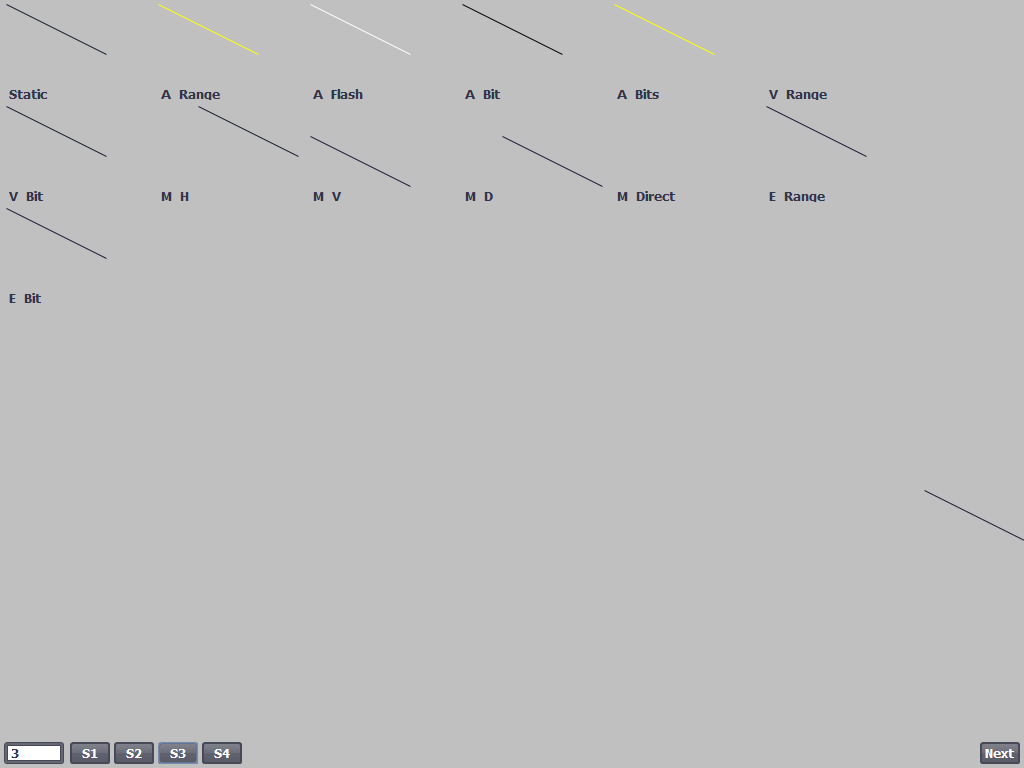 Static A Range A Flash A Bit A Bits V Range
V Bit M H M V M D M Direct E Range
E Bit
3 S1 S2 S3 S4 Next